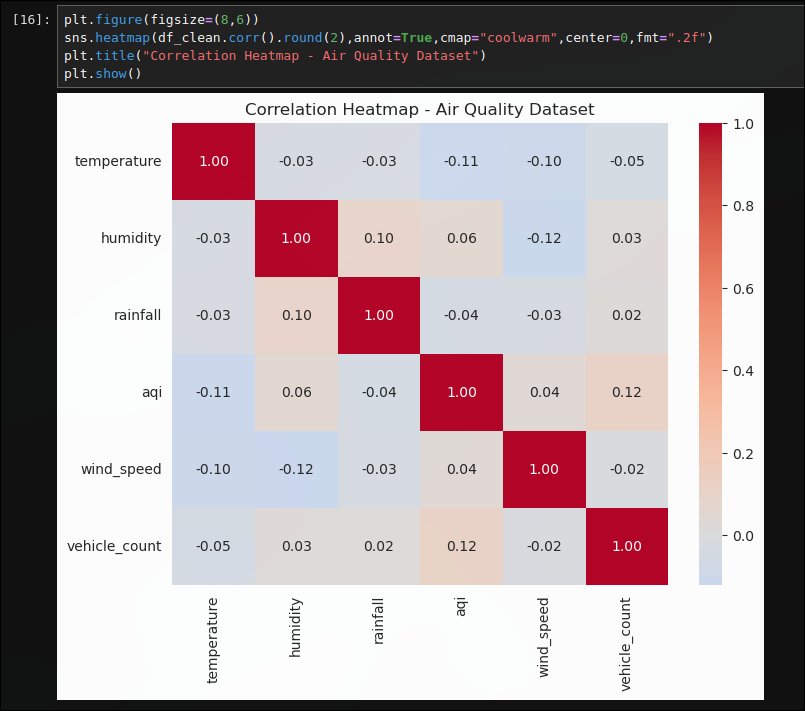 [16]: plt.figure(figsize=(8,6))
sns.heatmap(df_clean.corr().round(2),annot=True,cmap="coolwarm",center=0,fmt=".2f")
plt.title("Correlation Heatmap - Air Quality Dataset")
plt.show()
Correlation Heatmap - Air Quality Dataset
temperature 1.00 -0.03 -0.03 -0.11 -0.10 -0.05
humidity -0.03 1.00 0.10 0.06 -0.12 0.03
rainfall -0.03 0.10 1.00 -0.04 -0.03 0.02
aqi -0.11 0.06 -0.04 1.00 0.04 0.12
wind_speed -0.10 -0.12 -0.03 0.04 1.00 -0.02
vehicle_count -0.05 0.03 0.02 0.12 -0.02 1.00
temperature humidity rainfall aqi wind_speed vehicle_count
1.0
0.8
0.6
0.4
0.2
0.0